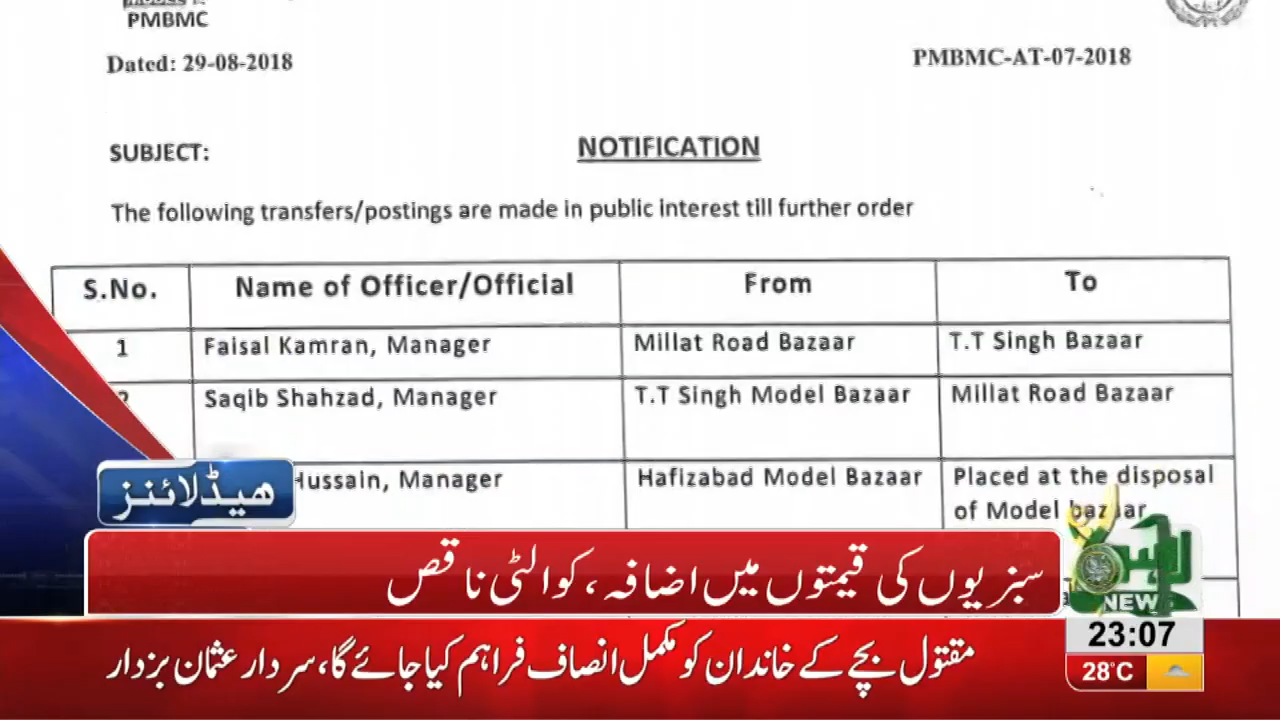 PMBMC
Dated: 29-08-2018
PMBMC-AT-07-2018
SUBJECT:
NOTIFICATION
The following transfers/postings are made in public interest till further order
S.No. Name of Officer/Official From To
1 Faisal Kamran, Manager Millat Road Bazaar T.T Singh Bazaar
2 Saqib Shahzad, Manager T.T Singh Model Bazaar Millat Road Bazaar
Hussain, Manager Hafizabad Model Bazaar Placed at the disposal
of Model bazaar
ہیڈلائنز
سبزیوں کی قیمتوں میں اضافہ، کوالٹی ناقص
لاہور
NEWS
23:07
مقتول بچے کے خاندان کو مکمل انصاف فراہم کیا جائے گا، سردار عثمان بزدار
28°C